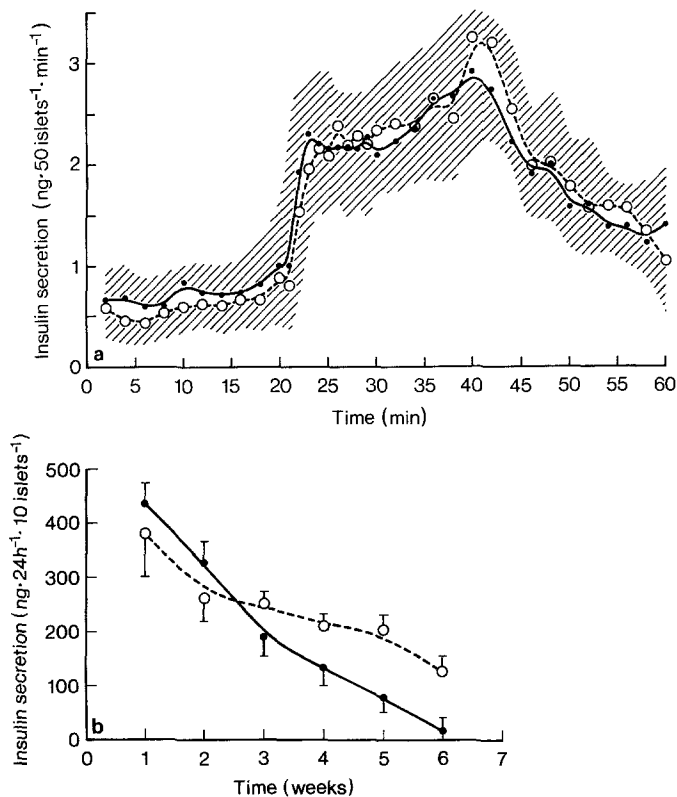 Insulin secretion (ng·50 islets⁻¹·min⁻¹)
3
2
1
0
a
0 5 10 15 20 25 30 35 40 45 50 55 60
Time (min)
Insulin secretion (ng·24h⁻¹·10 islets⁻¹)
500
400
300
200
100
0
b
0 1 2 3 4 5 6 7
Time (weeks)